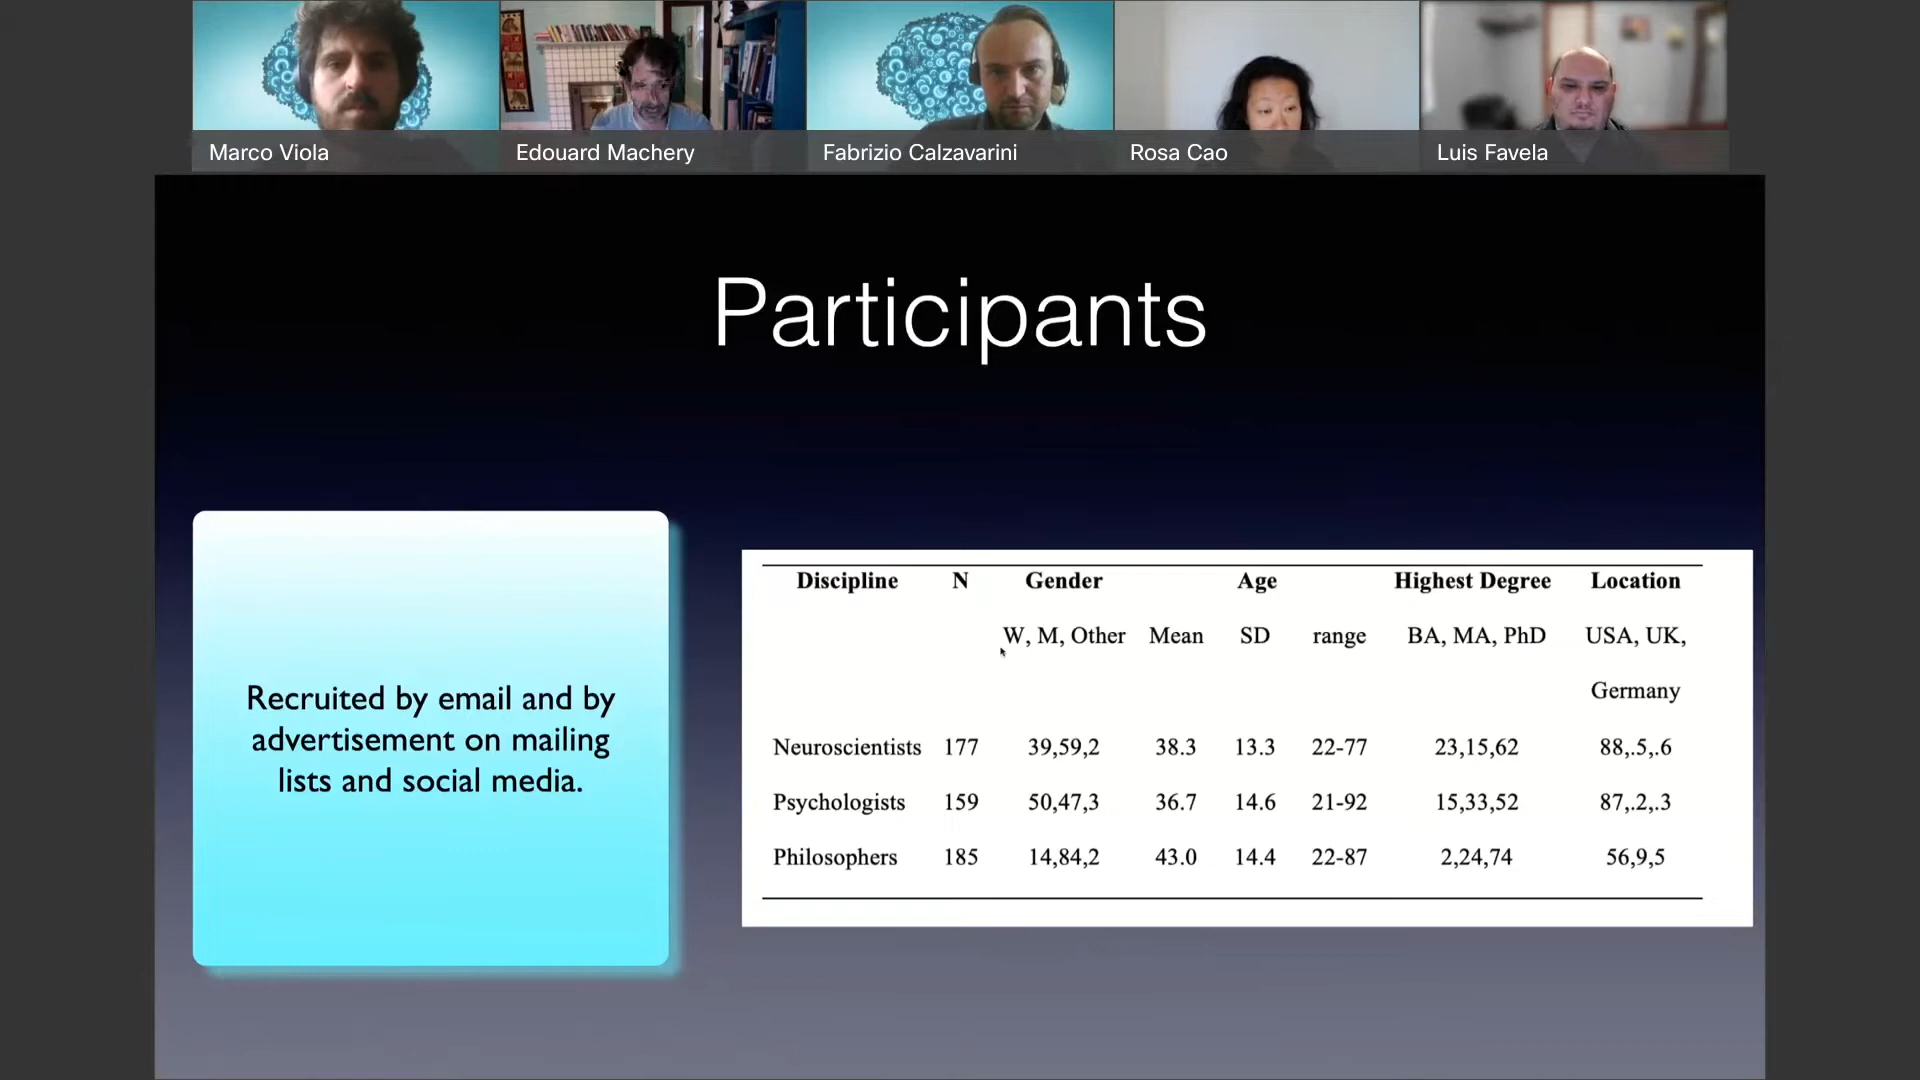 Marco Viola
Edouard Machery
Fabrizio Calzavarini
Rosa Cao
Luis Favela
Participants
Recruited by email and by
advertisement on mailing
lists and social media.
Discipline N Gender Age Highest Degree Location
W, M, Other Mean SD range BA, MA, PhD USA, UK,
Germany
Neuroscientists 177 39,59,2 38.3 13.3 22-77 23,15,62 88,.5,.6
Psychologists 159 50,47,3 36.7 14.6 21-92 15,33,52 87,.2,.3
Philosophers 185 14,84,2 43.0 14.4 22-87 2,24,74 56,9,5